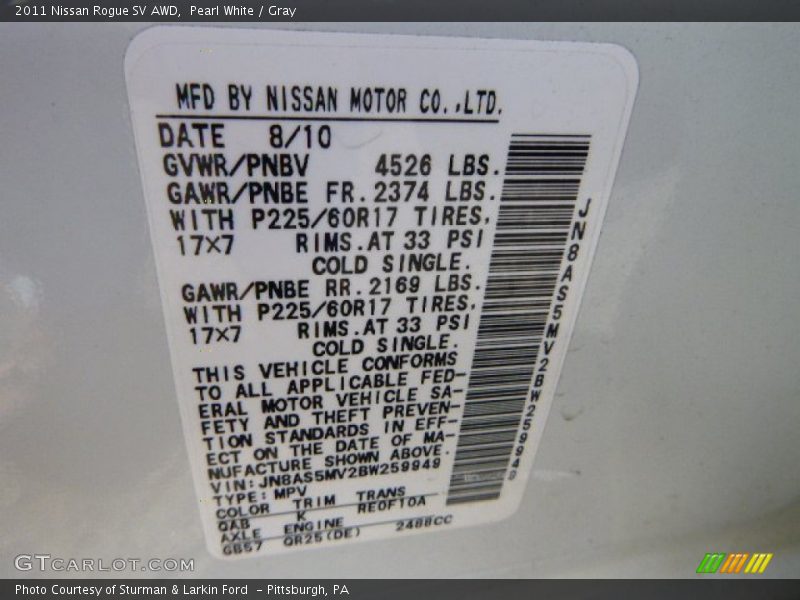 2011 Nissan Rogue SV AWD,  Pearl White / Gray
MFD BY NISSAN MOTOR CO.,LTD.
DATE 8/10
GVWR/PNBV 4526 LBS.
GAWR/PNBE FR. 2374 LBS.
WITH P225/60R17 TIRES,
17×7 RIMS.AT 33 PSI
COLD SINGLE.
GAWR/PNBE RR. 2169 LBS.
WITH P225/60R17 TIRES,
17×7 RIMS.AT 33 PSI
COLD SINGLE.
THIS VEHICLE CONFORMS
TO ALL APPLICABLE FED-
ERAL MOTOR VEHICLE SA-
FETY AND THEFT PREVEN-
TION STANDARDS IN EFF-
ECT ON THE DATE OF MA-
NUFACTURE SHOWN ABOVE.
VIN:JN8AS5MV2BW259949
TYPE:MPV
COLOR TRIM TRANS
QAB K RE0F10A
AXLE ENGINE
GB57 QR25(DE) 2488CC
JN8AS5MV2BW259949
GTCARLOT.COM
Photo Courtesy of Sturman & Larkin Ford  - Pittsburgh, PA